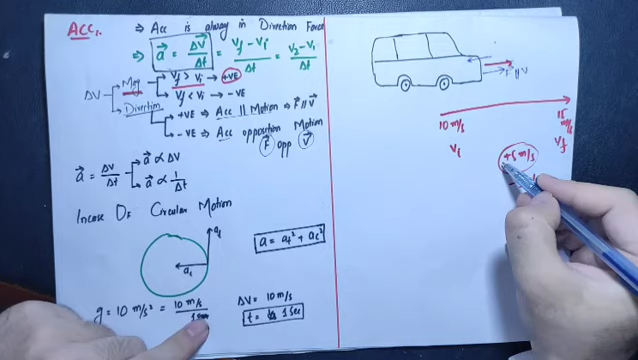 Acc.
⇒ Acc is always in Direction Force
⇒ a⃗ = ΔV⃗/Δt = Vf - Vi/Δt = V2 - V1/Δt
ΔV
Mag
Vf > Vi → +VE
Vf < Vi → -VE
Direction
+VE ⇒ Acc || Motion → F⃗ || V⃗
-VE ⇒ Acc opposition Motion
F⃗ opp V⃗
a⃗ = ΔV/Δt
a⃗ ∝ ΔV
a⃗ ∝ 1/Δt
Incase Of Circular Motion
at
ac
a = at² + ac²
g = 10 m/s² = 10 m/s / 1 sec
ΔV = 10 m/s
t = 1 Sec
F || V
10 m/s
15 m/s
Vi
Vf
+5 m/s